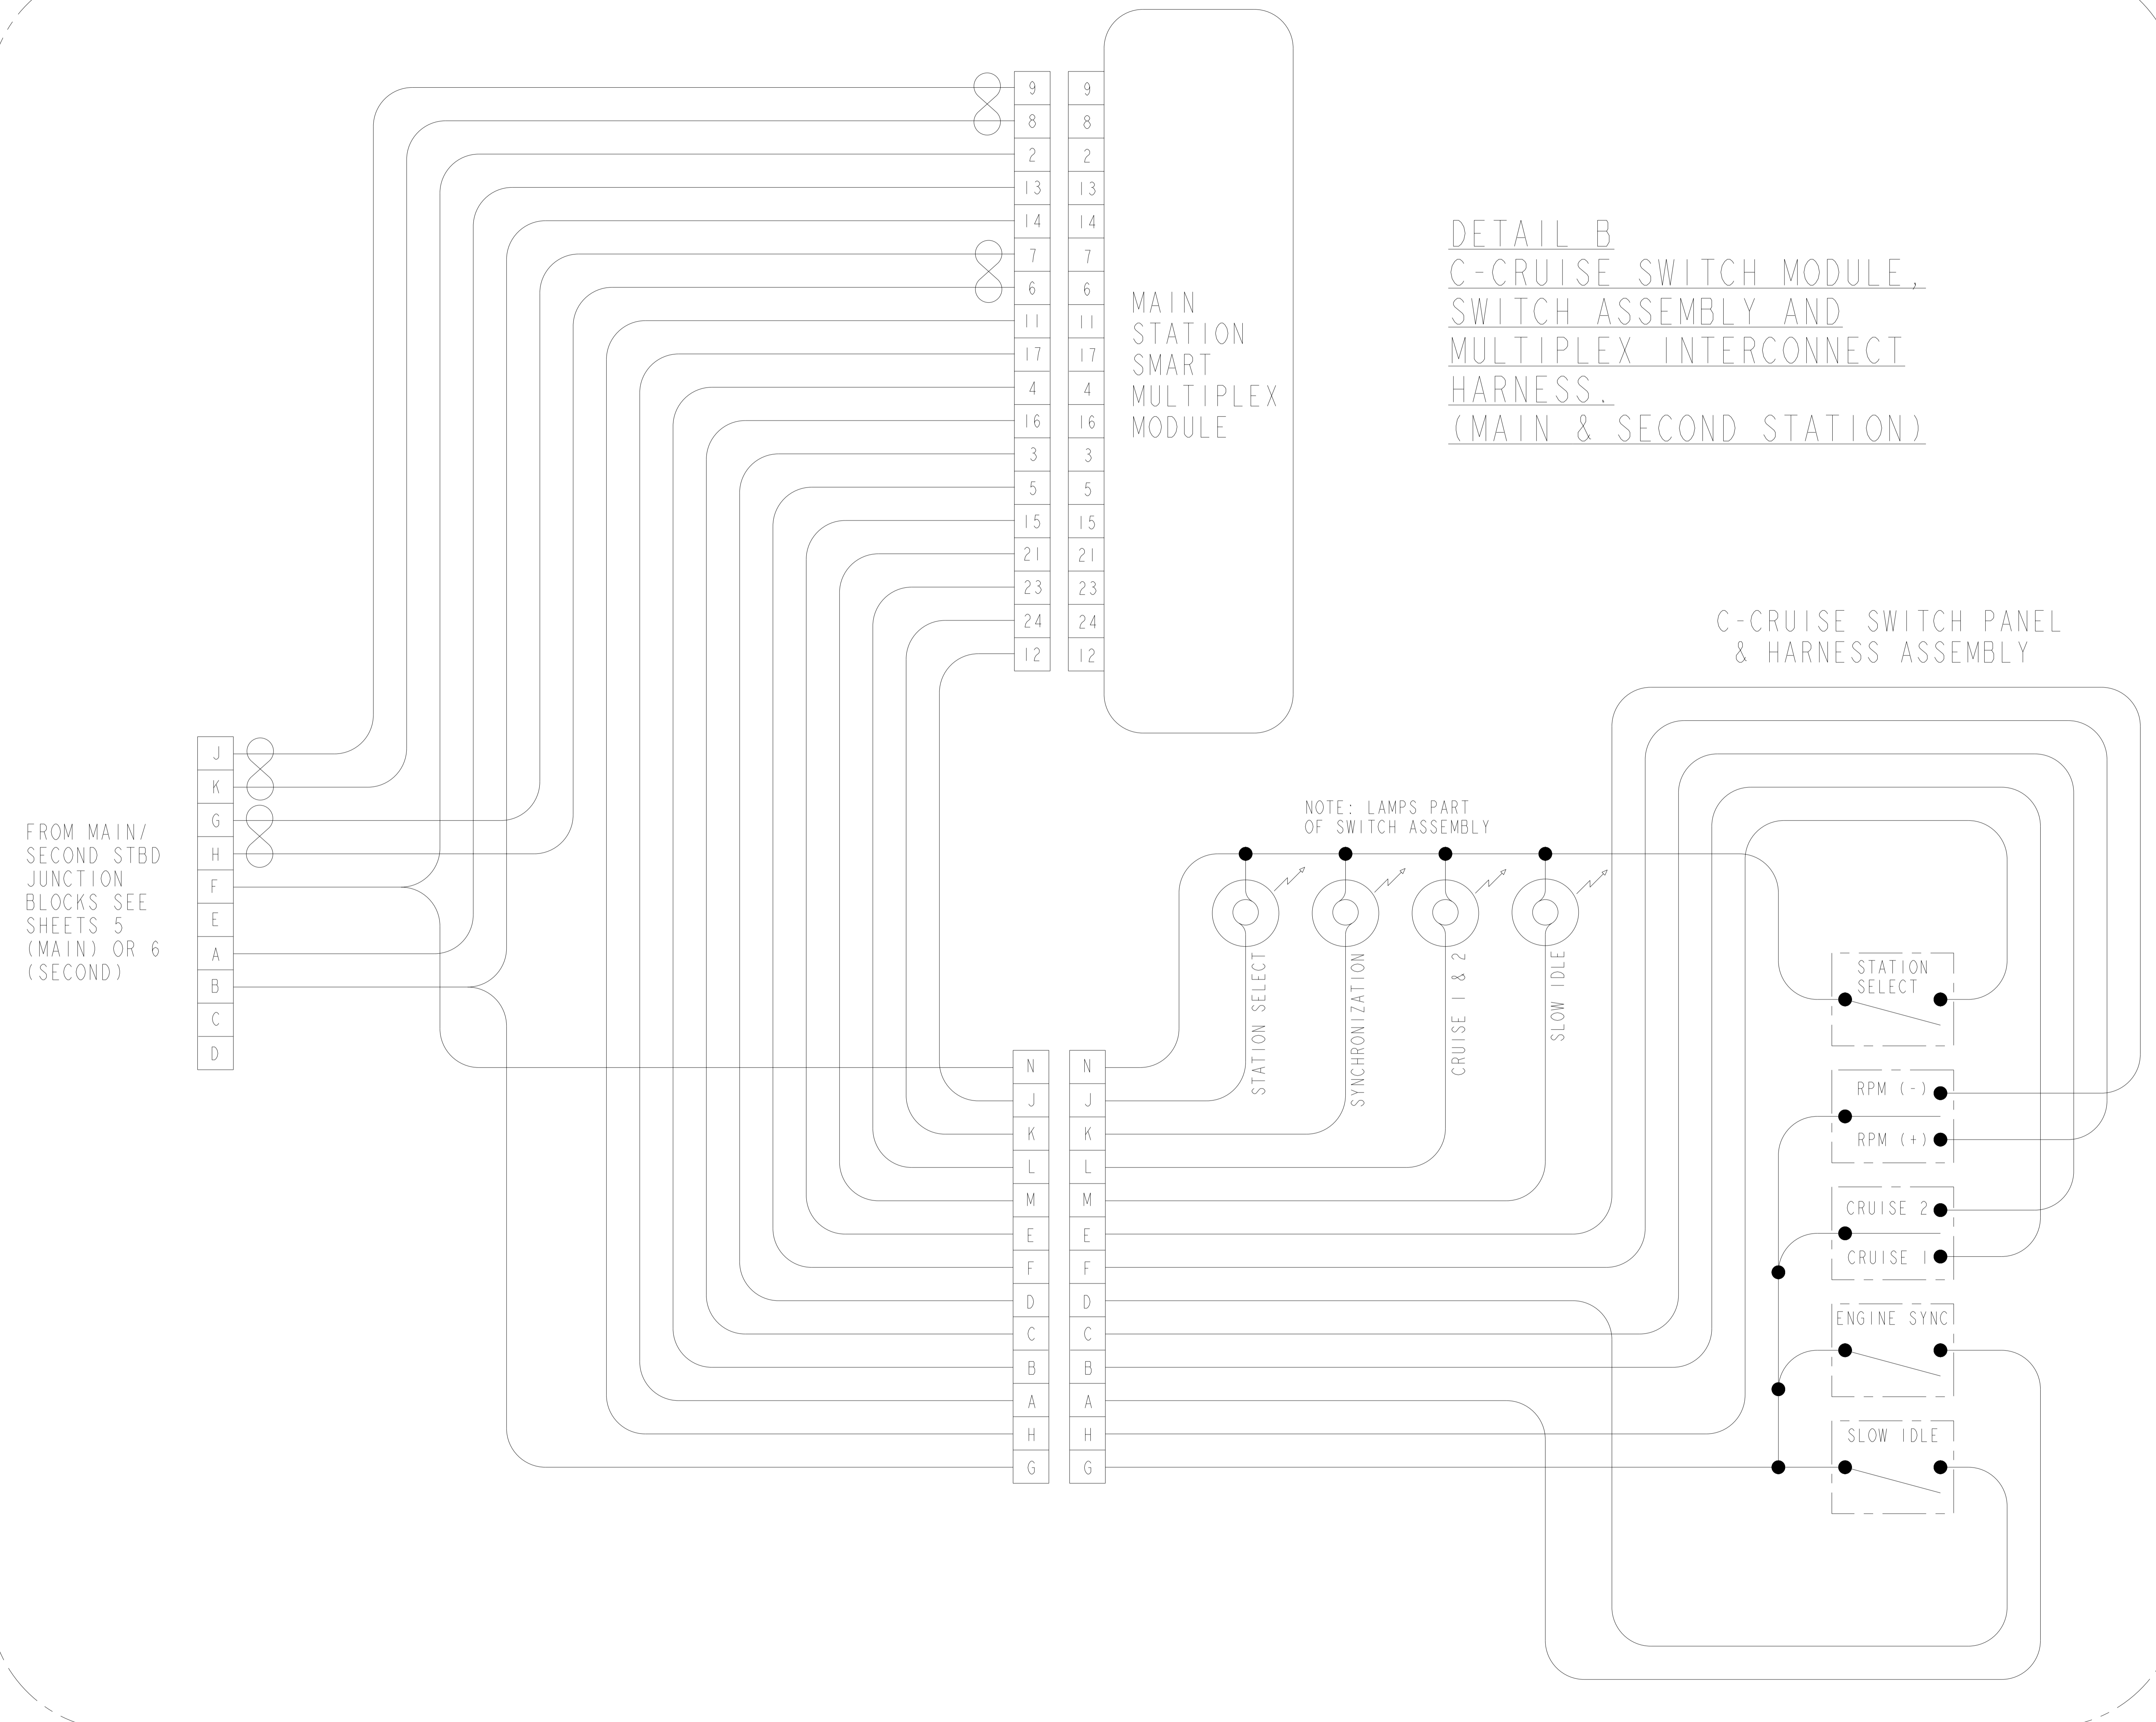 9 9
8 8
2 2
13 13
14 14
7 7
6 6
11 11
17 17
4 4
16 16
3 3
5 5
15 15
21 21
23 23
24 24
12 12
MAIN
STATION
SMART
MULTIPLEX
MODULE
DETAIL B
C-CRUISE SWITCH MODULE,
SWITCH ASSEMBLY AND
MULTIPLEX INTERCONNECT
HARNESS.
(MAIN & SECOND STATION)
C-CRUISE SWITCH PANEL
& HARNESS ASSEMBLY
FROM MAIN/
SECOND STBD
JUNCTION
BLOCKS SEE
SHEETS 5
(MAIN) OR 6
(SECOND)
J
K
G
H
F
E
A
B
C
D
NOTE: LAMPS PART
OF SWITCH ASSEMBLY
STATION SELECT
SYNCHRONIZATION
CRUISE 1 & 2
SLOW IDLE
N N
J J
K K
L L
M M
E E
F F
D D
C C
B B
A A
H H
G G
STATION
SELECT
RPM (-)
RPM (+)
CRUISE 2
CRUISE 1
ENGINE SYNC
SLOW IDLE